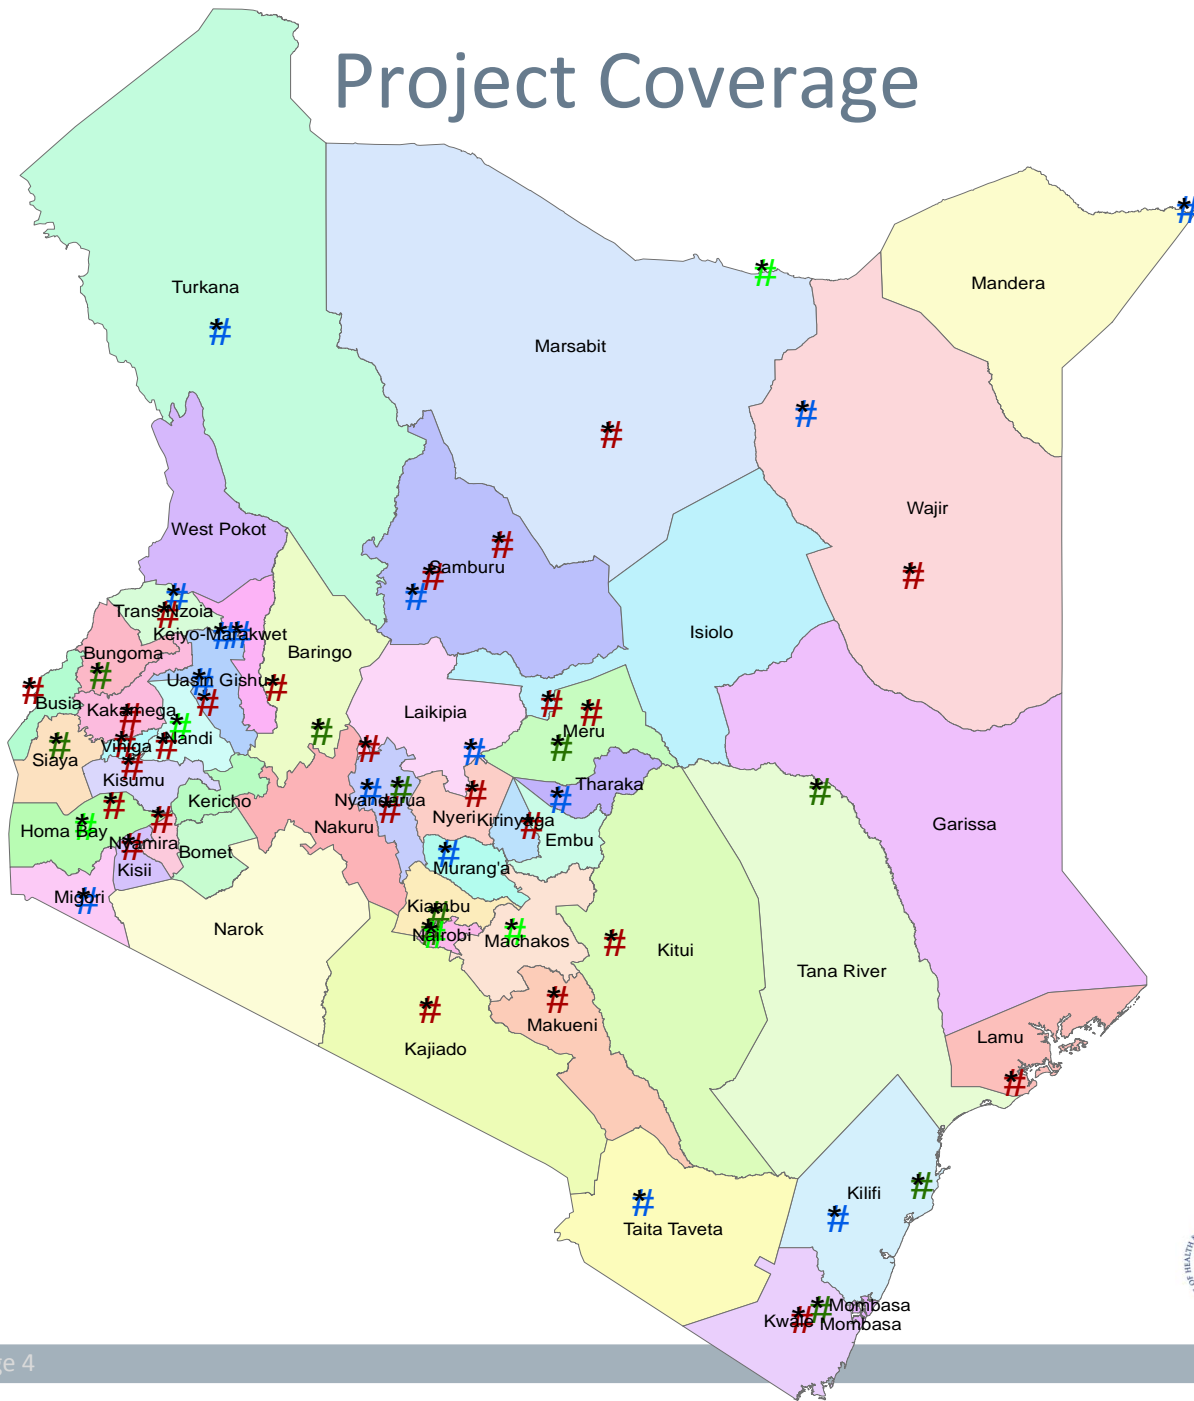 Project Coverage
Turkana
Mandera
Marsabit
Wajir
West Pokot
Samburu
Trans Nzoia
Keiyo-Marakwet
Isiolo
Bungoma
Baringo
Uasin Gishu
Busia
Kakamega
Laikipia
Meru
Nandi
Vihiga
Siaya
Kisumu
Tharaka
Kericho
Nyandarua
Nyeri
Kirinyaga
Garissa
Homa Bay
Nakuru
Embu
Nyamira
Bomet
Kisii
Murang'a
Migori
Kiambu
Narok
Nairobi
Machakos
Kitui
Tana River
Makueni
Lamu
Kajiado
Kilifi
Taita Taveta
Mombasa
Kwale
Mombasa
OF HEALTH
ge 4